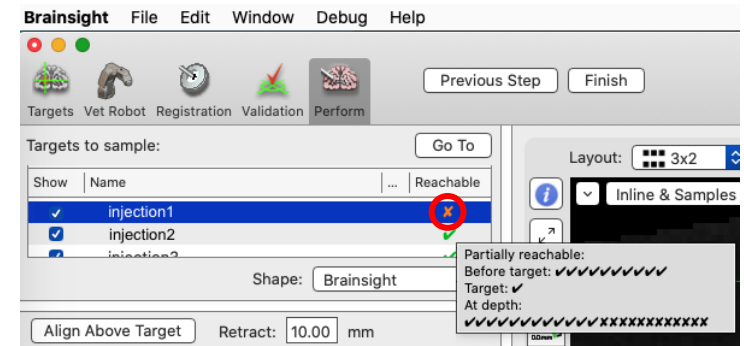 Brainsight File Edit Window Debug Help
Previous Step Finish
Targets Vet Robot Registration Validation Perform
Targets to sample: Go To
Layout: 3x2
Show Name ... Reachable
Inline & Samples
injection1 ✘
injection2 ✔
Partially reachable:
Before target: ✔✔✔✔✔✔✔✔✔✔
Shape: Brainsight
Target: ✔
At depth:
✔✔✔✔✔✔✔✔✔✔✔✔✘✘✘✘✘✘✘✘✘✘✘✘
Align Above Target Retract: 10.00 mm